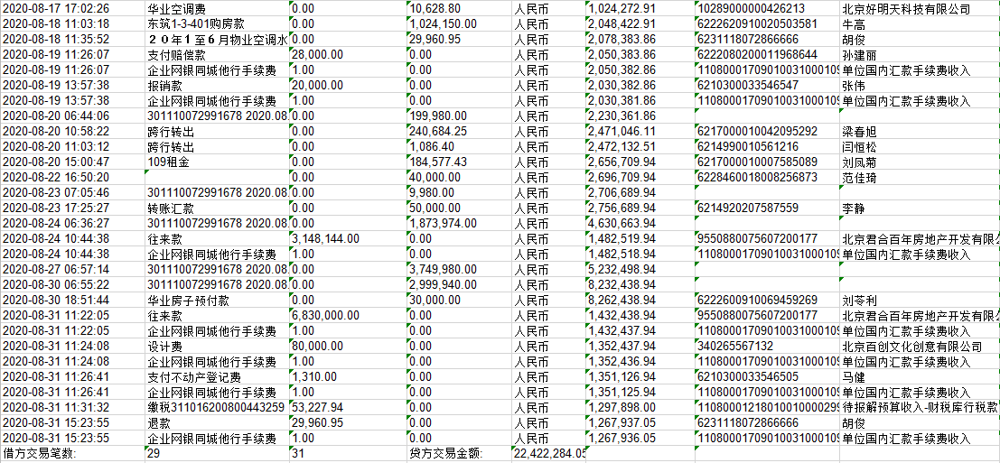 2020-08-17 17:02:26 华业空调费 0.00 10,628.80 人民币 1,024,272.91 10289000000426213 北京好明天科技有限公司
2020-08-18 11:03:18 东筑1-3-401购房款 0.00 1,024,150.00 人民币 2,048,422.91 6222620910020503581 牛高
2020-08-18 11:35:52 20年1至6月物业空调水 0.00 29,960.95 人民币 2,078,383.86 6231118072866666 胡俊
2020-08-19 11:26:07 支付赔偿款 28,000.00 0.00 人民币 2,050,383.86 6222080200011968644 孙建丽
2020-08-19 11:26:07 企业网银同城他行手续费 1.00 0.00 人民币 2,050,382.86 11080001709010031000109 单位国内汇款手续费收入
2020-08-19 13:57:38 报销款 20,000.00 0.00 人民币 2,030,382.86 6210300033546547 张伟
2020-08-19 13:57:38 企业网银同城他行手续费 1.00 0.00 人民币 2,030,381.86 11080001709010031000109 单位国内汇款手续费收入
2020-08-20 06:44:06 301110072991678 2020.08. 0.00 199,980.00 人民币 2,230,361.86
2020-08-20 10:58:22 跨行转出 0.00 240,684.25 人民币 2,471,046.11 6217000010042095292 梁春旭
2020-08-20 11:03:12 跨行转出 0.00 1,086.40 人民币 2,472,132.51 6214990010561216 闫恒松
2020-08-20 15:00:47 109租金 0.00 184,577.43 人民币 2,656,709.94 6217000010007585089 刘凤菊
2020-08-22 16:50:20 0.00 40,000.00 人民币 2,696,709.94 6228460018008256873 范佳琦
2020-08-23 07:05:46 301110072991678 2020.08. 0.00 9,980.00 人民币 2,706,689.94
2020-08-23 17:25:27 转账汇款 0.00 50,000.00 人民币 2,756,689.94 6214920207587559 李静
2020-08-24 06:36:27 301110072991678 2020.08. 0.00 1,873,974.00 人民币 4,630,663.94
2020-08-24 10:44:38 往来款 3,148,144.00 0.00 人民币 1,482,519.94 9550880075607200177 北京君合百年房地产开发有限公
2020-08-24 10:44:38 企业网银同城他行手续费 1.00 0.00 人民币 1,482,518.94 11080001709010031000109 单位国内汇款手续费收入
2020-08-27 06:57:14 301110072991678 2020.08. 0.00 3,749,980.00 人民币 5,232,498.94
2020-08-30 06:55:22 301110072991678 2020.08. 0.00 2,999,940.00 人民币 8,232,438.94
2020-08-30 18:51:44 华业房子预付款 0.00 30,000.00 人民币 8,262,438.94 6222600910069459269 刘苓利
2020-08-31 11:22:05 往来款 6,830,000.00 0.00 人民币 1,432,438.94 9550880075607200177 北京君合百年房地产开发有限公
2020-08-31 11:22:05 企业网银同城他行手续费 1.00 0.00 人民币 1,432,437.94 11080001709010031000109 单位国内汇款手续费收入
2020-08-31 11:24:08 设计费 80,000.00 0.00 人民币 1,352,437.94 340265567132 北京百创文化创意有限公司
2020-08-31 11:24:08 企业网银同城他行手续费 1.00 0.00 人民币 1,352,436.94 11080001709010031000109 单位国内汇款手续费收入
2020-08-31 11:26:41 支付不动产登记费 1,310.00 0.00 人民币 1,351,126.94 6210300033546505 马健
2020-08-31 11:26:41 企业网银同城他行手续费 1.00 0.00 人民币 1,351,125.94 11080001709010031000109 单位国内汇款手续费收入
2020-08-31 11:31:32 缴税311016200800443259 53,227.94 0.00 人民币 1,297,898.00 1108000121801001000029 待报解预算收入-财税库行税款
2020-08-31 15:23:55 退款 29,960.95 0.00 人民币 1,267,937.05 6231118072866666 胡俊
2020-08-31 15:23:55 企业网银同城他行手续费 1.00 0.00 人民币 1,267,936.05 11080001709010031000109 单位国内汇款手续费收入
借方交易笔数: 29 31 贷方交易金额: 22,422,284.05